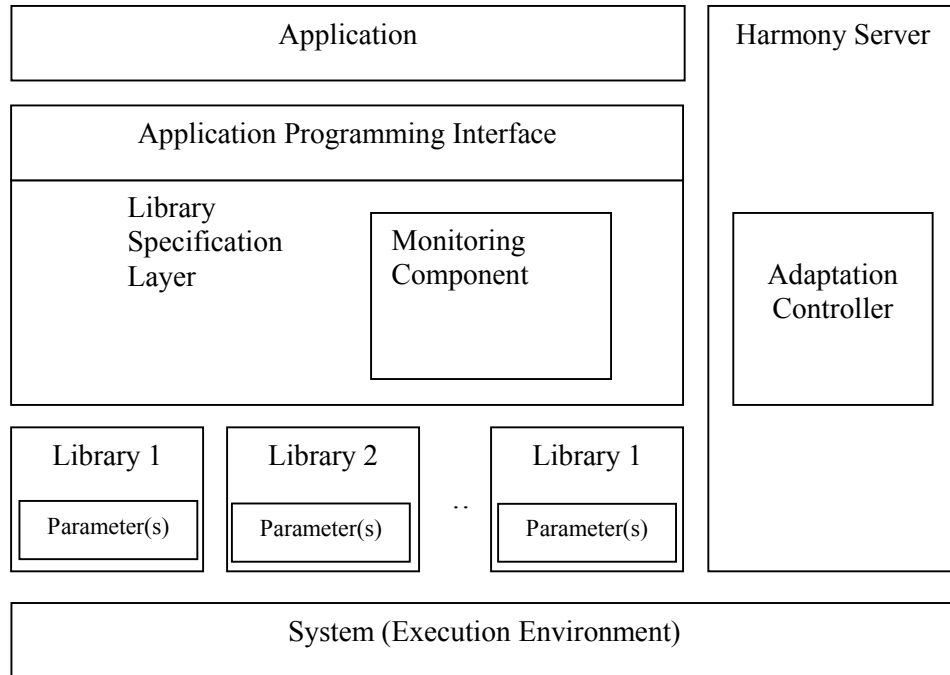 Application
Harmony Server
Application Programming Interface
Library
Specification
Layer
Monitoring
Component
Adaptation
Controller
Library 1
Parameter(s)
Library 2
Parameter(s)
..
Library 1
Parameter(s)
System (Execution Environment)